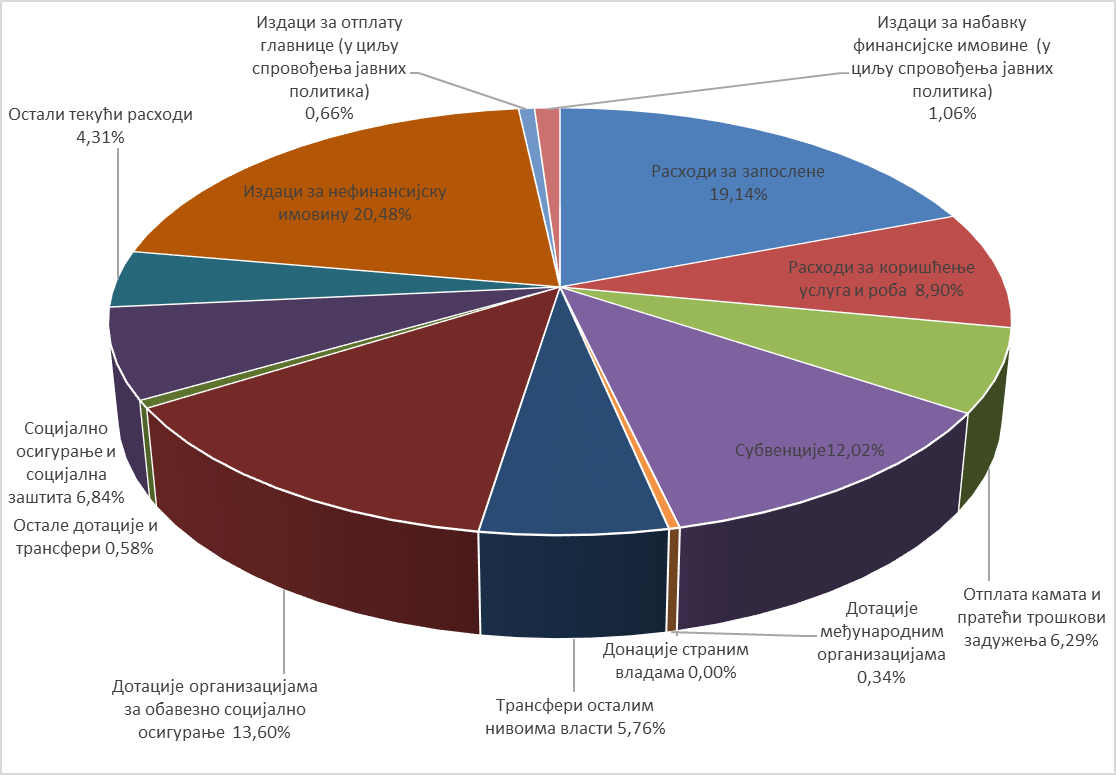 Издаци за отплату
главнице (у циљу
спровођења јавних
политика)
0,66%
Издаци за набавку
финансијске имовине (у
циљу спровођења јавних
политика)
1,06%
Остали текући расходи
4,31%
Издаци за нефинансијску
имовину 20,48%
Расходи за запослене
19,14%
Расходи за коришћење
услуга и роба 8,90%
Субвенције12,02%
Социјално
осигурање и
социјална
заштита 6,84%
Остале дотације и
трансфери 0,58%
Отплата камата и
пратећи трошкови
задужења 6,29%
Дотације
међународним
организацијама
0,34%
Донације страним
владама 0,00%
Трансфери осталим
нивоима власти 5,76%
Дотације организацијама
за обавезно социјално
осигурање 13,60%